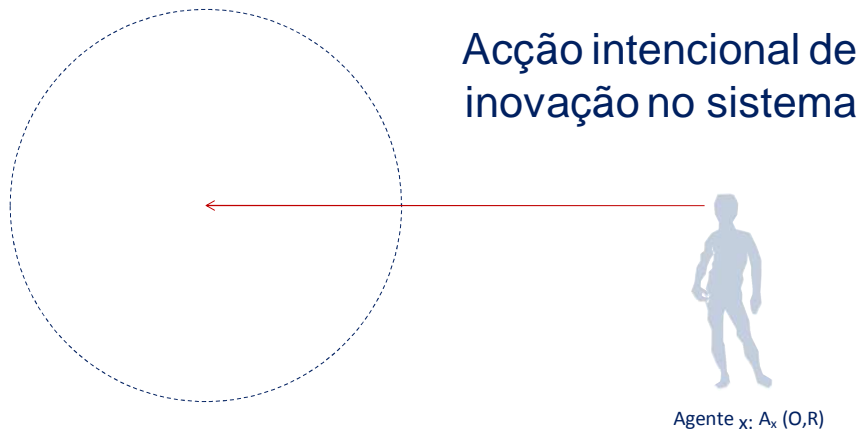 Acção intencional de
inovação no sistema
Agente x: Ax (O,R)